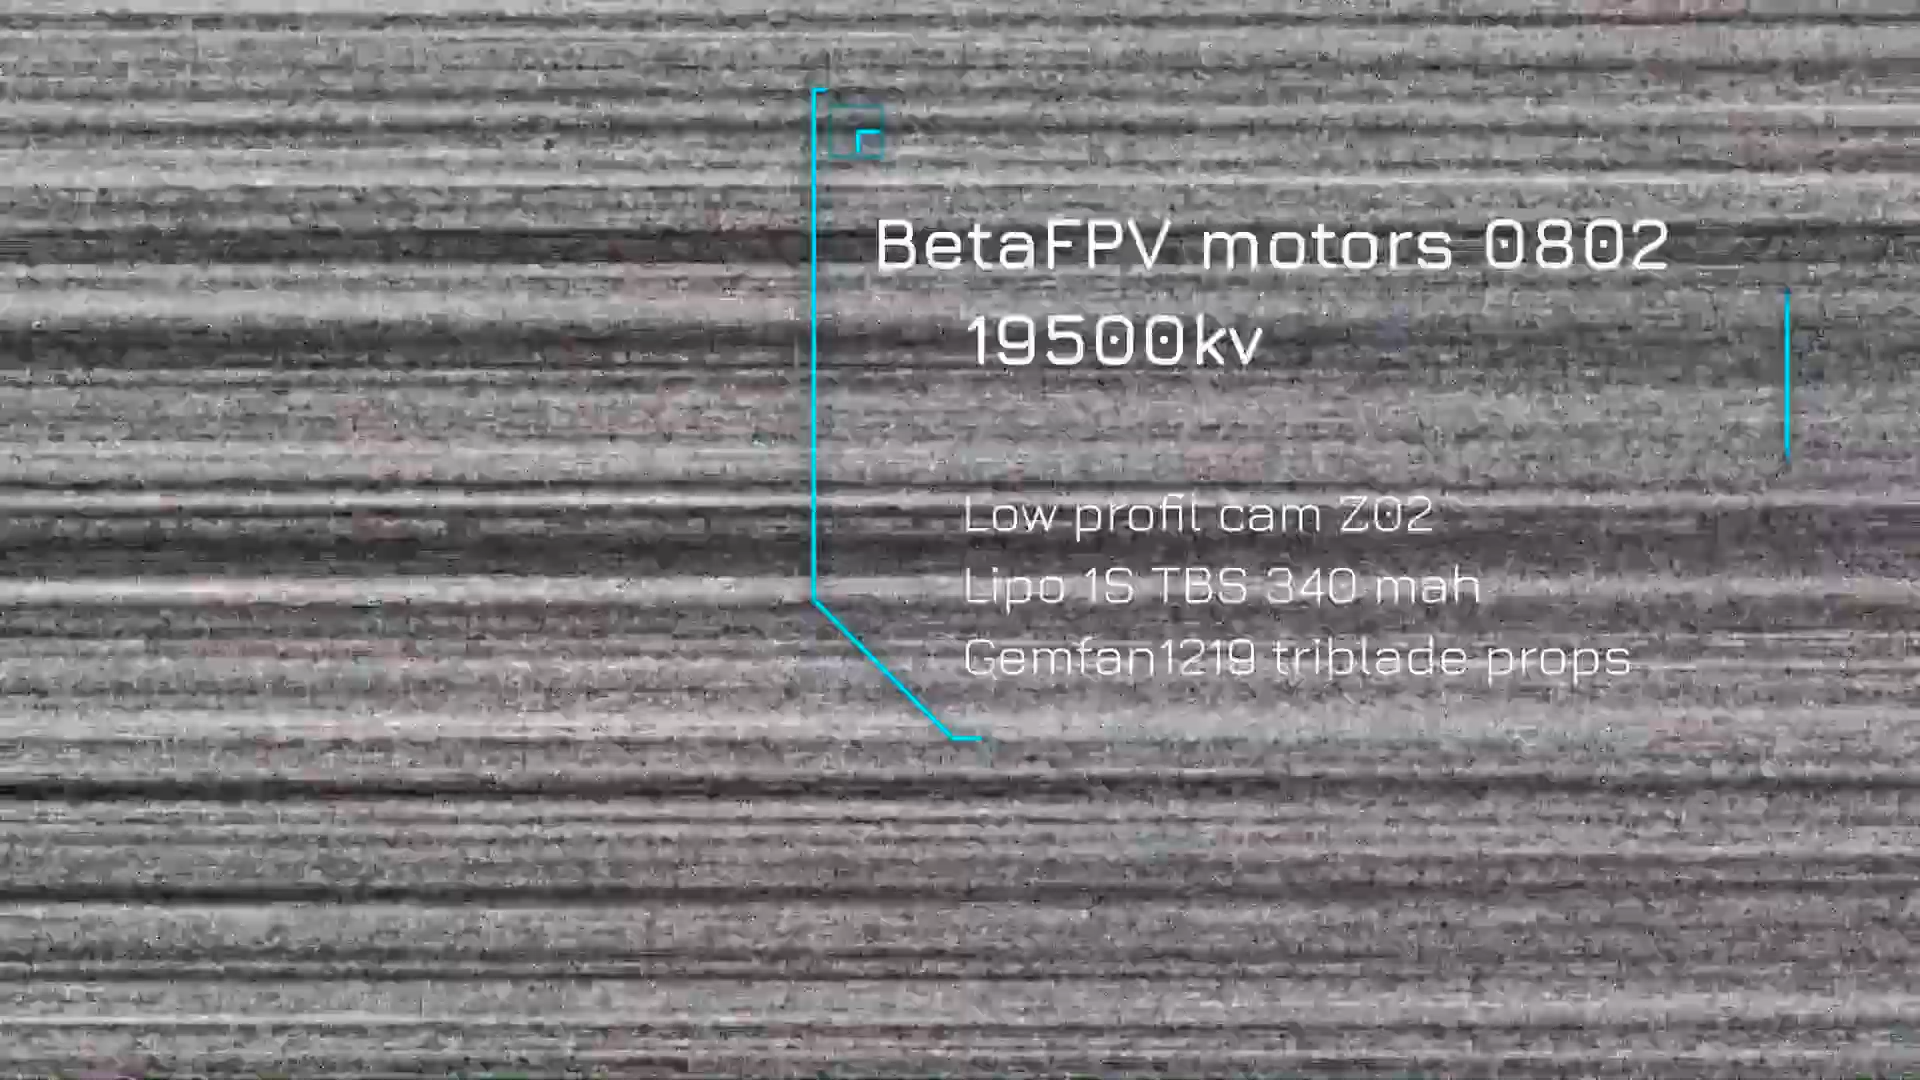 BetaFPV motors 0802
19500kv
Low profil cam Z02
Lipo 1S TBS 340 mah
Gemfan1219 triblade props